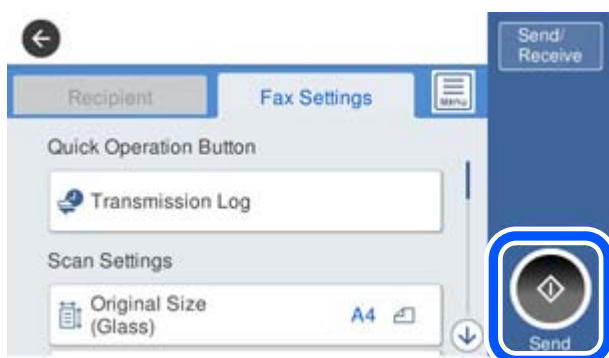 Send/
Receive
Recipient
Fax Settings
Menu
Quick Operation Button
Transmission Log
Scan Settings
Original Size
(Glass)
A4
Send